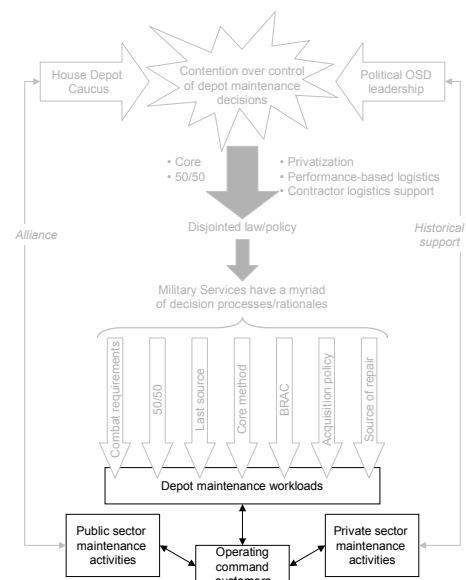 House Depot
Caucus
Contention over control
of depot maintenance
decisions
Political OSD
leadership
• Core
• 50/50
• Privatization
• Performance-based logistics
• Contractor logistics support
Alliance
Disjointed law/policy
Historical
support
Military Services have a myriad
of decision processes/rationales
Combat requirements
50/50
Last source
Core method
BRAC
Acquisition policy
Source of repair
Depot maintenance workloads
Public sector
maintenance
activities
Operating
command
customers
Private sector
maintenance
activities